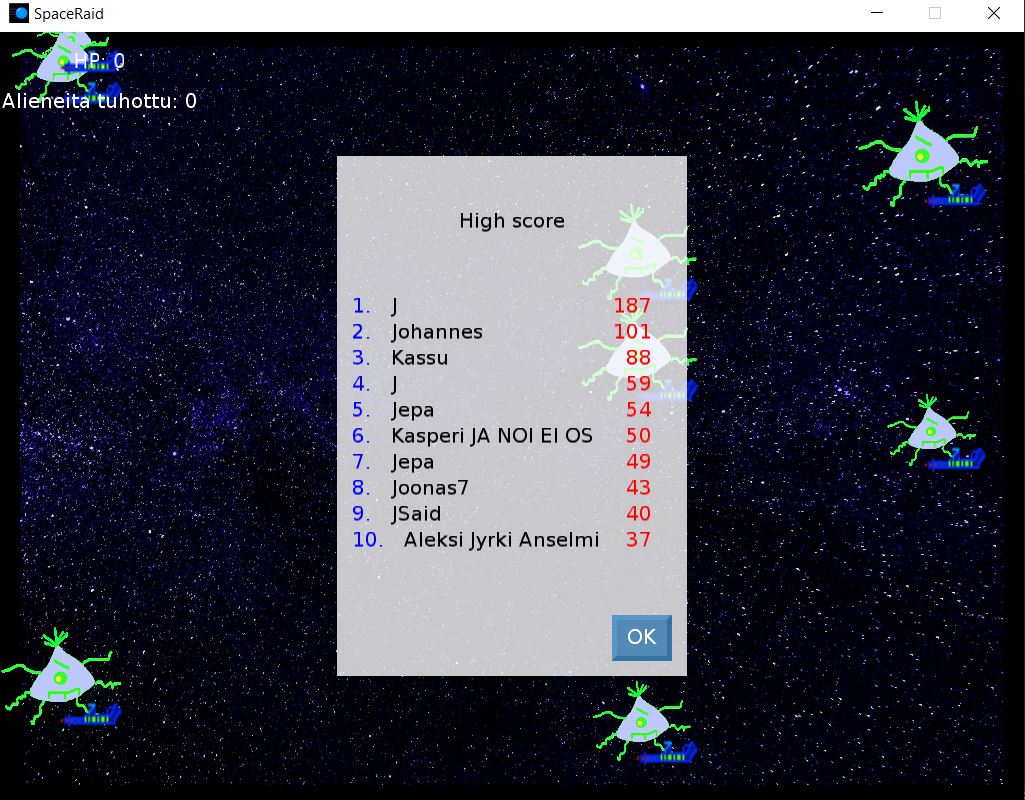 SpaceRaid
HP: 0
Alieneita tuhottu: 0
High score
1. J 187
2. Johannes 101
3. Kassu 88
4. J 59
5. Jepa 54
6. Kasperi JA NOI EI OS 50
7. Jepa 49
8. Joonas7 43
9. JSaid 40
10. Aleksi Jyrki Anselmi 37
OK